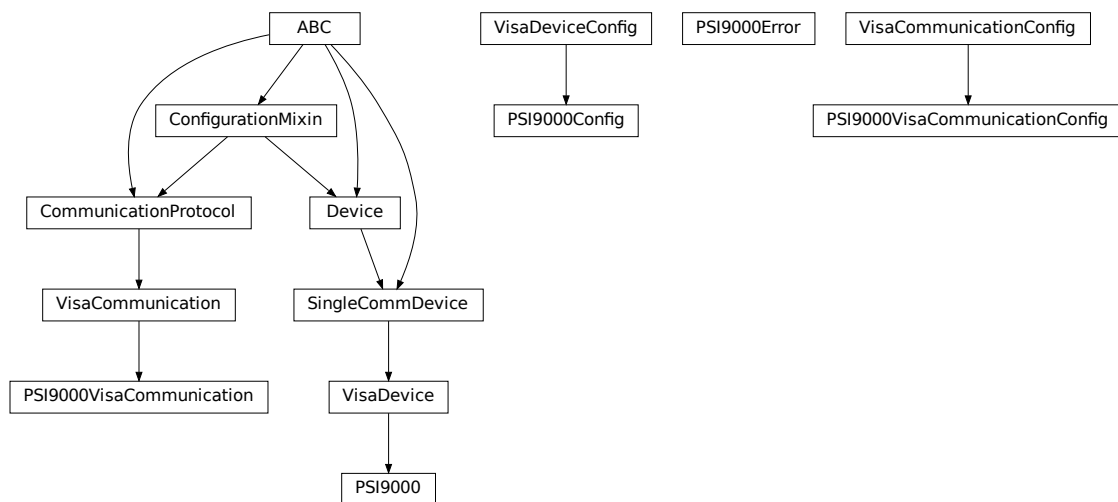 ABC
VisaDeviceConfig
PSI9000Error
VisaCommunicationConfig
ConfigurationMixin
PSI9000Config
PSI9000VisaCommunicationConfig
CommunicationProtocol
Device
VisaCommunication
SingleCommDevice
PSI9000VisaCommunication
VisaDevice
PSI9000